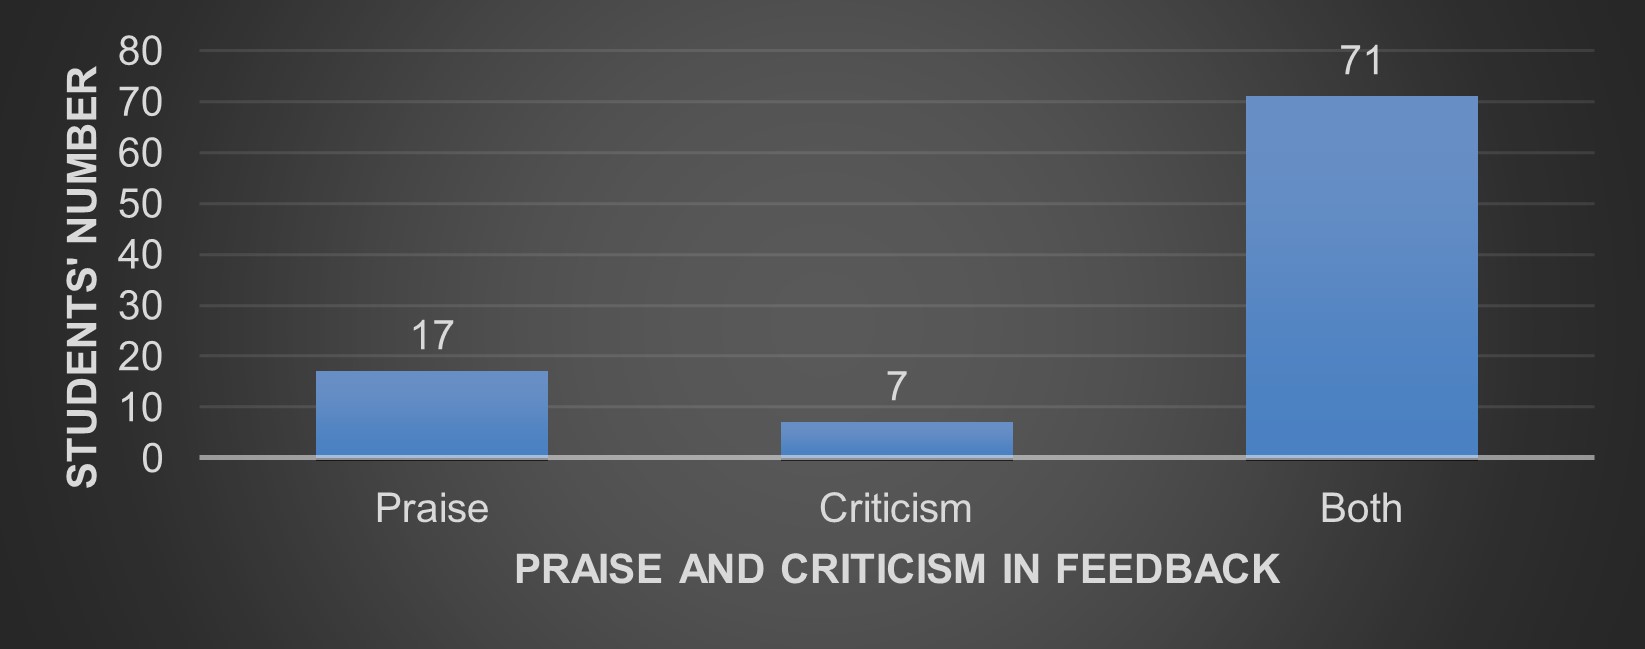 STUDENTS' NUMBER
80
70
60
50
40
30
20
10
0
17
7
71
Praise
Criticism
Both
PRAISE AND CRITICISM IN FEEDBACK